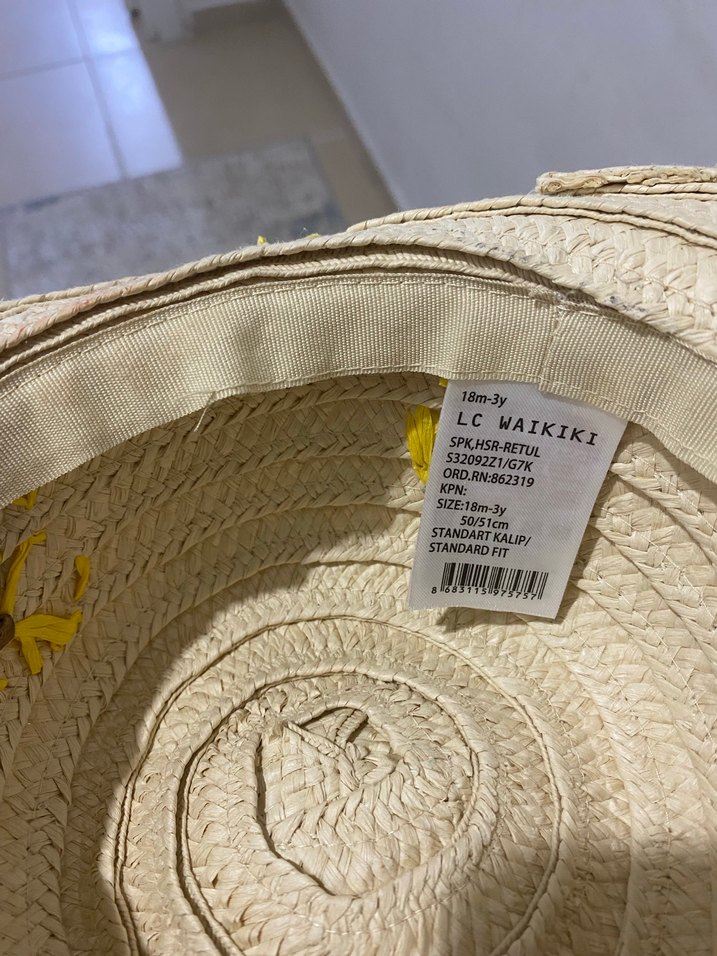 18m-3y
LC WAIKIKI
SPK,HSR-RETUL
S32092Z1/G7K
ORD.RN:862319
KPN:
SIZE:18m-3y
50/51cm
STANDART KALIP/
STANDARD FIT
8 683115 975757